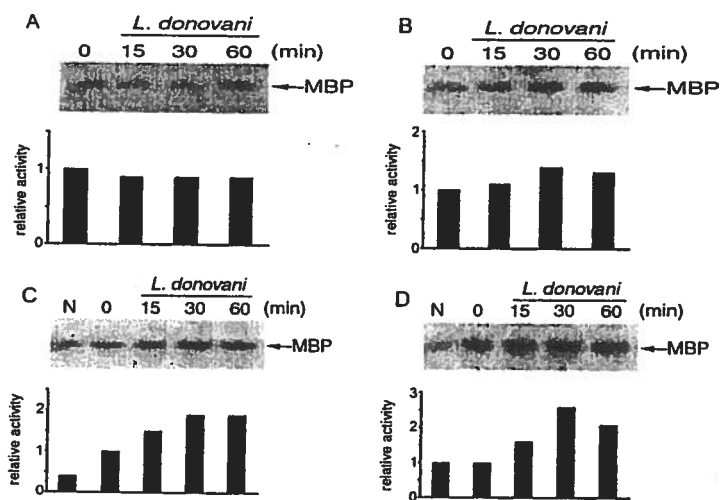 A
L. donovani
0 15 30 60 (min)
MBP
relative activity
1
0
B
L. donovani
0 15 30 60 (min)
MBP
relative activity
2
1
0
C
L. donovani
N 0 15 30 60 (min)
MBP
relative activity
2
1
0
D
L. donovani
N 0 15 30 60 (min)
MBP
relative activity
3
2
1
0